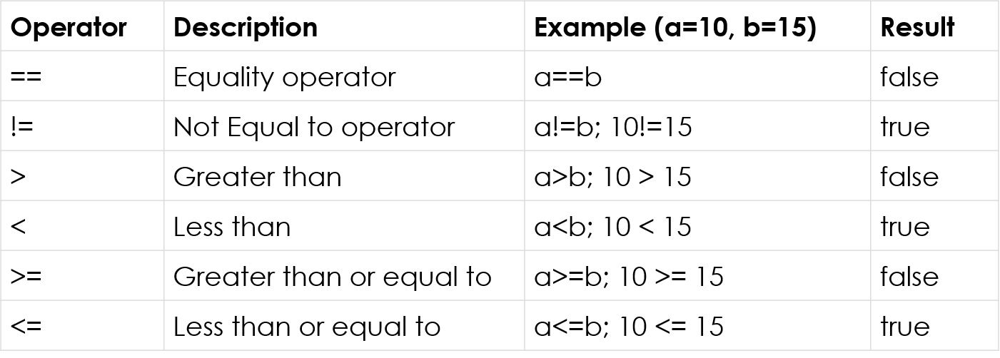 Operator Description Example (a=10, b=15) Result
== Equality operator a==b false
!= Not Equal to operator a!=b; 10!=15 true
> Greater than a>b; 10 > 15 false
< Less than a<b; 10 < 15 true
>= Greater than or equal to a>=b; 10 >= 15 false
<= Less than or equal to a<=b; 10 <= 15 true